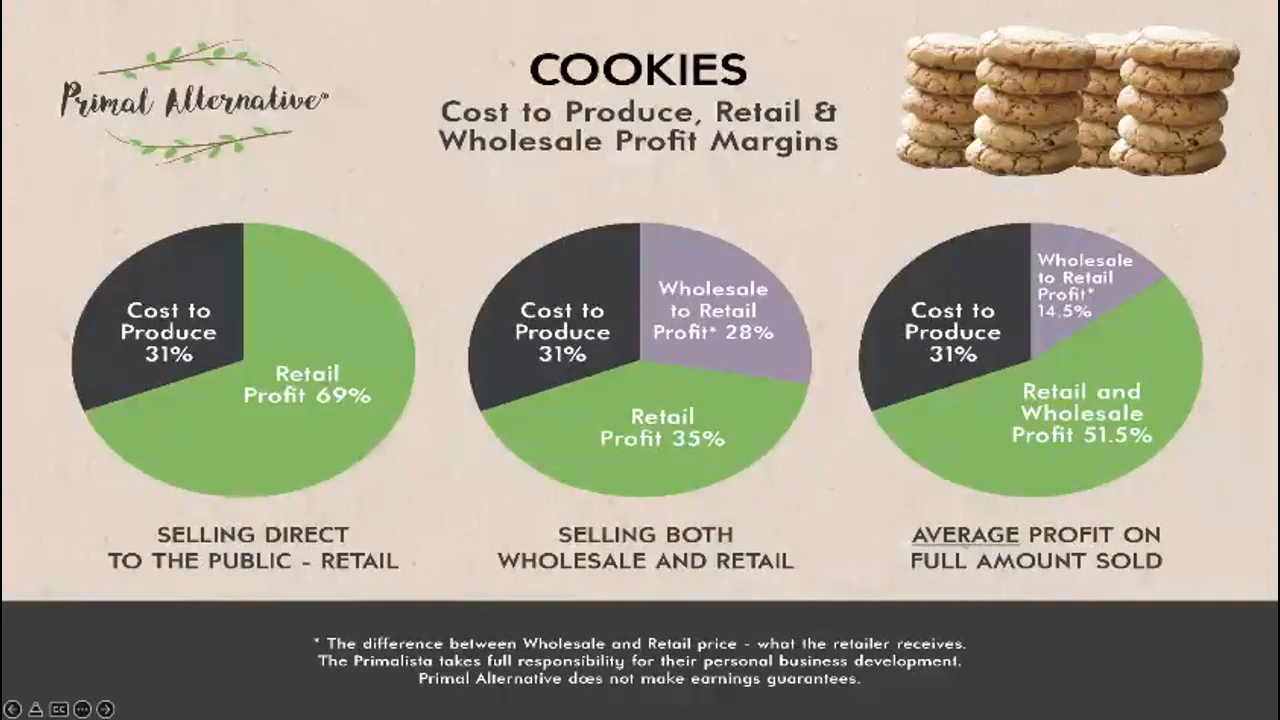 Primal Alternative®
COOKIES
Cost to Produce, Retail &
Wholesale Profit Margins
Cost to
Produce
31%
Retail
Profit 69%
SELLING DIRECT
TO THE PUBLIC - RETAIL
Cost to
Produce
31%
Wholesale
to Retail
Profit* 28%
Retail
Profit 35%
SELLING BOTH
WHOLESALE AND RETAIL
Cost to
Produce
31%
Wholesale
to Retail
Profit*
14.5%
Retail and
Wholesale
Profit 51.5%
AVERAGE PROFIT ON
FULL AMOUNT SOLD
* The difference between Wholesale and Retail price - what the retailer receives.
The Primalista takes full responsibility for their personal business development.
Primal Alternative does not make earnings guarantees.
CC